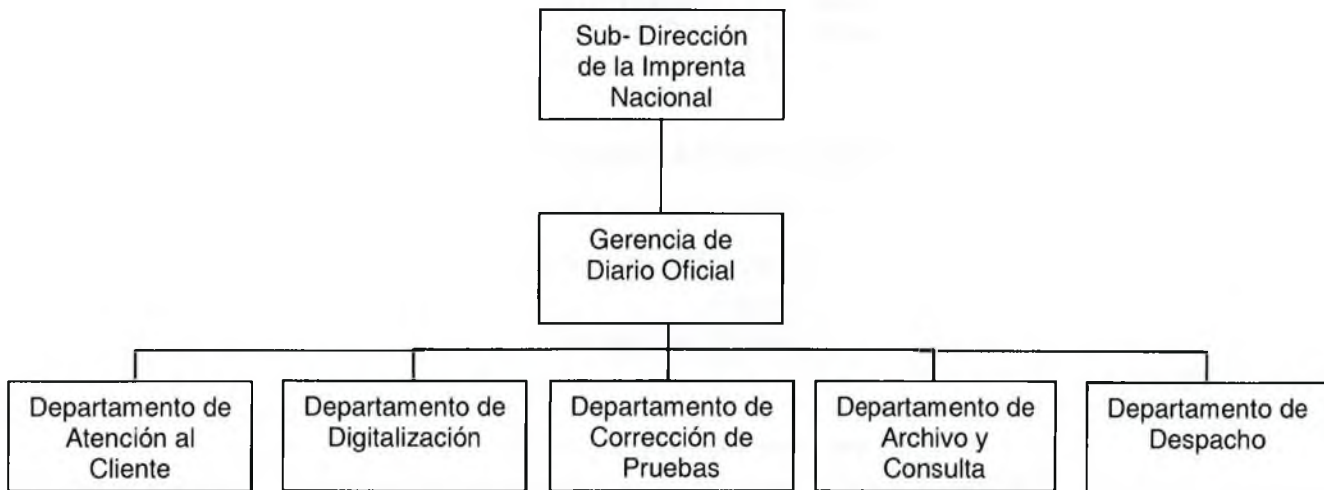 Sub- Dirección
de la Imprenta
Nacional
Gerencia de
Diario Oficial
Departamento de
Atención al
Cliente
Departamento de
Digitalización
Departamento de
Corrección de
Pruebas
Departamento de
Archivo y
Consulta
Departamento de
Despacho